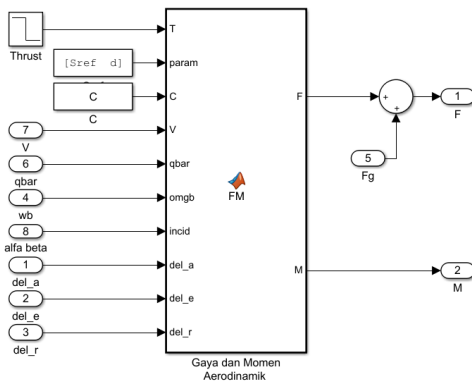 Thrust
[Sref d]
C
C
7
V
6
qbar
4
wb
8
alfa beta
1
del_a
2
del_e
3
del_r
T
param
C
V
qbar
omgb
incid
del_a
del_e
del_r
FM
F
M
Gaya dan Momen
Aerodinamik
+
+
5
Fg
1
F
2
M